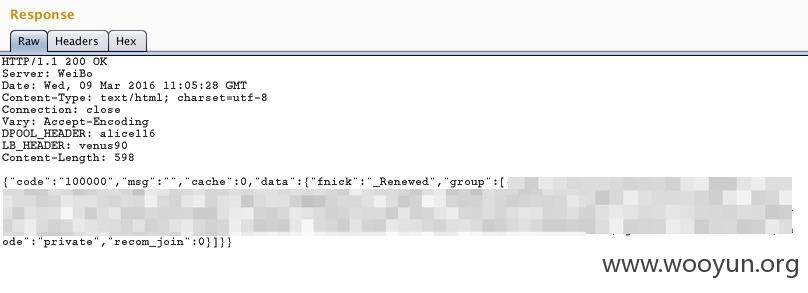 Response
Raw Headers Hex
HTTP/1.1 200 OK
Server: WeiBo
Date: Wed, 09 Mar 2016 11:05:28 GMT
Content-Type: text/html; charset=utf-8
Connection: close
Vary: Accept-Encoding
DPOOL_HEADER: alice116
LB_HEADER: venus90
Content-Length: 598
{"code":"100000","msg":"","cache":0,"data":{"fnick":"_Renewed","group":[
ode":"private","recom_join":0}]}}
www.wooyun.org